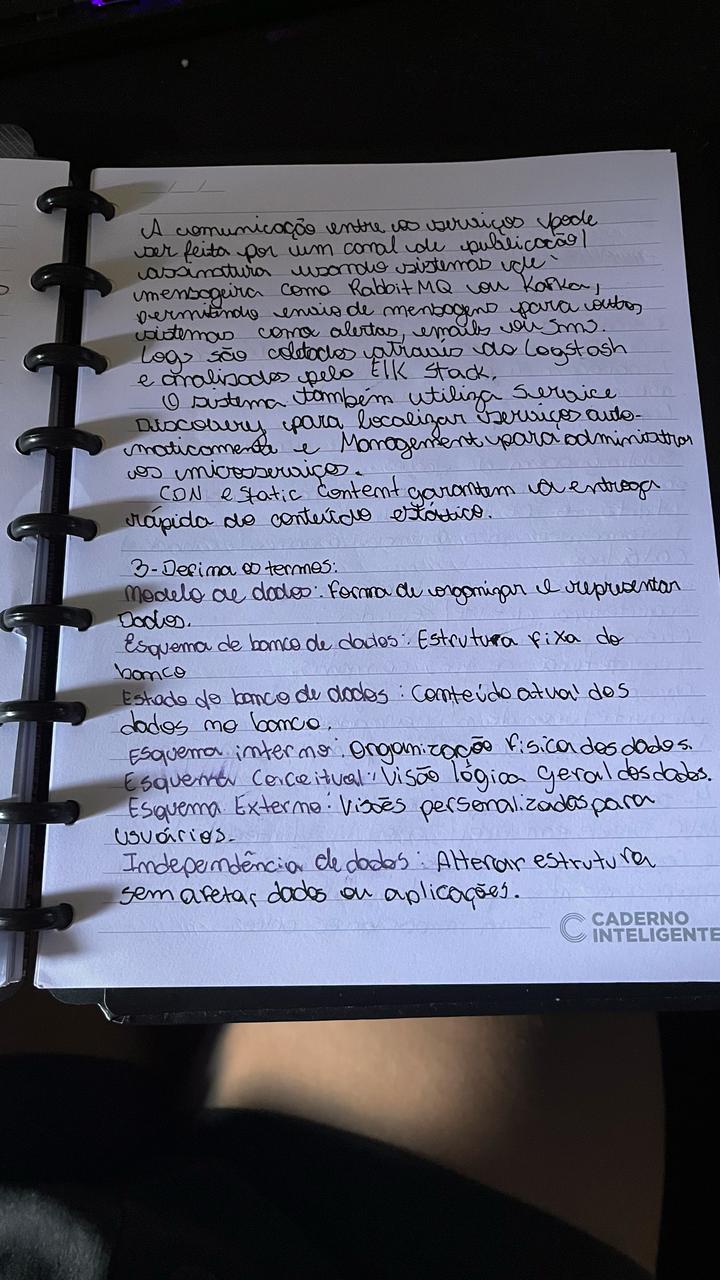 A comunicação entre os serviços pode
ser feita por um canal de publicação/
assinatura usando sistemas de
mensageira como RabbitMQ ou Kafka,
permitindo envio de mensagens para outros
sistemas como alertas, emails ou sms.
Logs são coletados através do Logstash
e analisados pelo Elk stack.
O sistema também utiliza Service
Discovery para localizar serviços auto-
maticamente e Management para administrar
os microserviços.
CDN e static Content garantem a entrega
rápida do conteúdo estático.
3- Defina os termos:
Modelo de dados: Forma de organizar e representar
Dados.
Esquema de banco de dados: Estrutura fixa do
banco
Estado do banco de dados: Conteúdo atual dos
dados no banco.
Esquema interno: Organização física dos dados.
Esquema Conceitual: Visão lógica geral dos dados.
Esquema Externo: Visões personalizadas para
usuários.
Independência de dados: Alterar estrutura
sem afetar dados ou aplicações.
CADERNO
INTELIGENTE